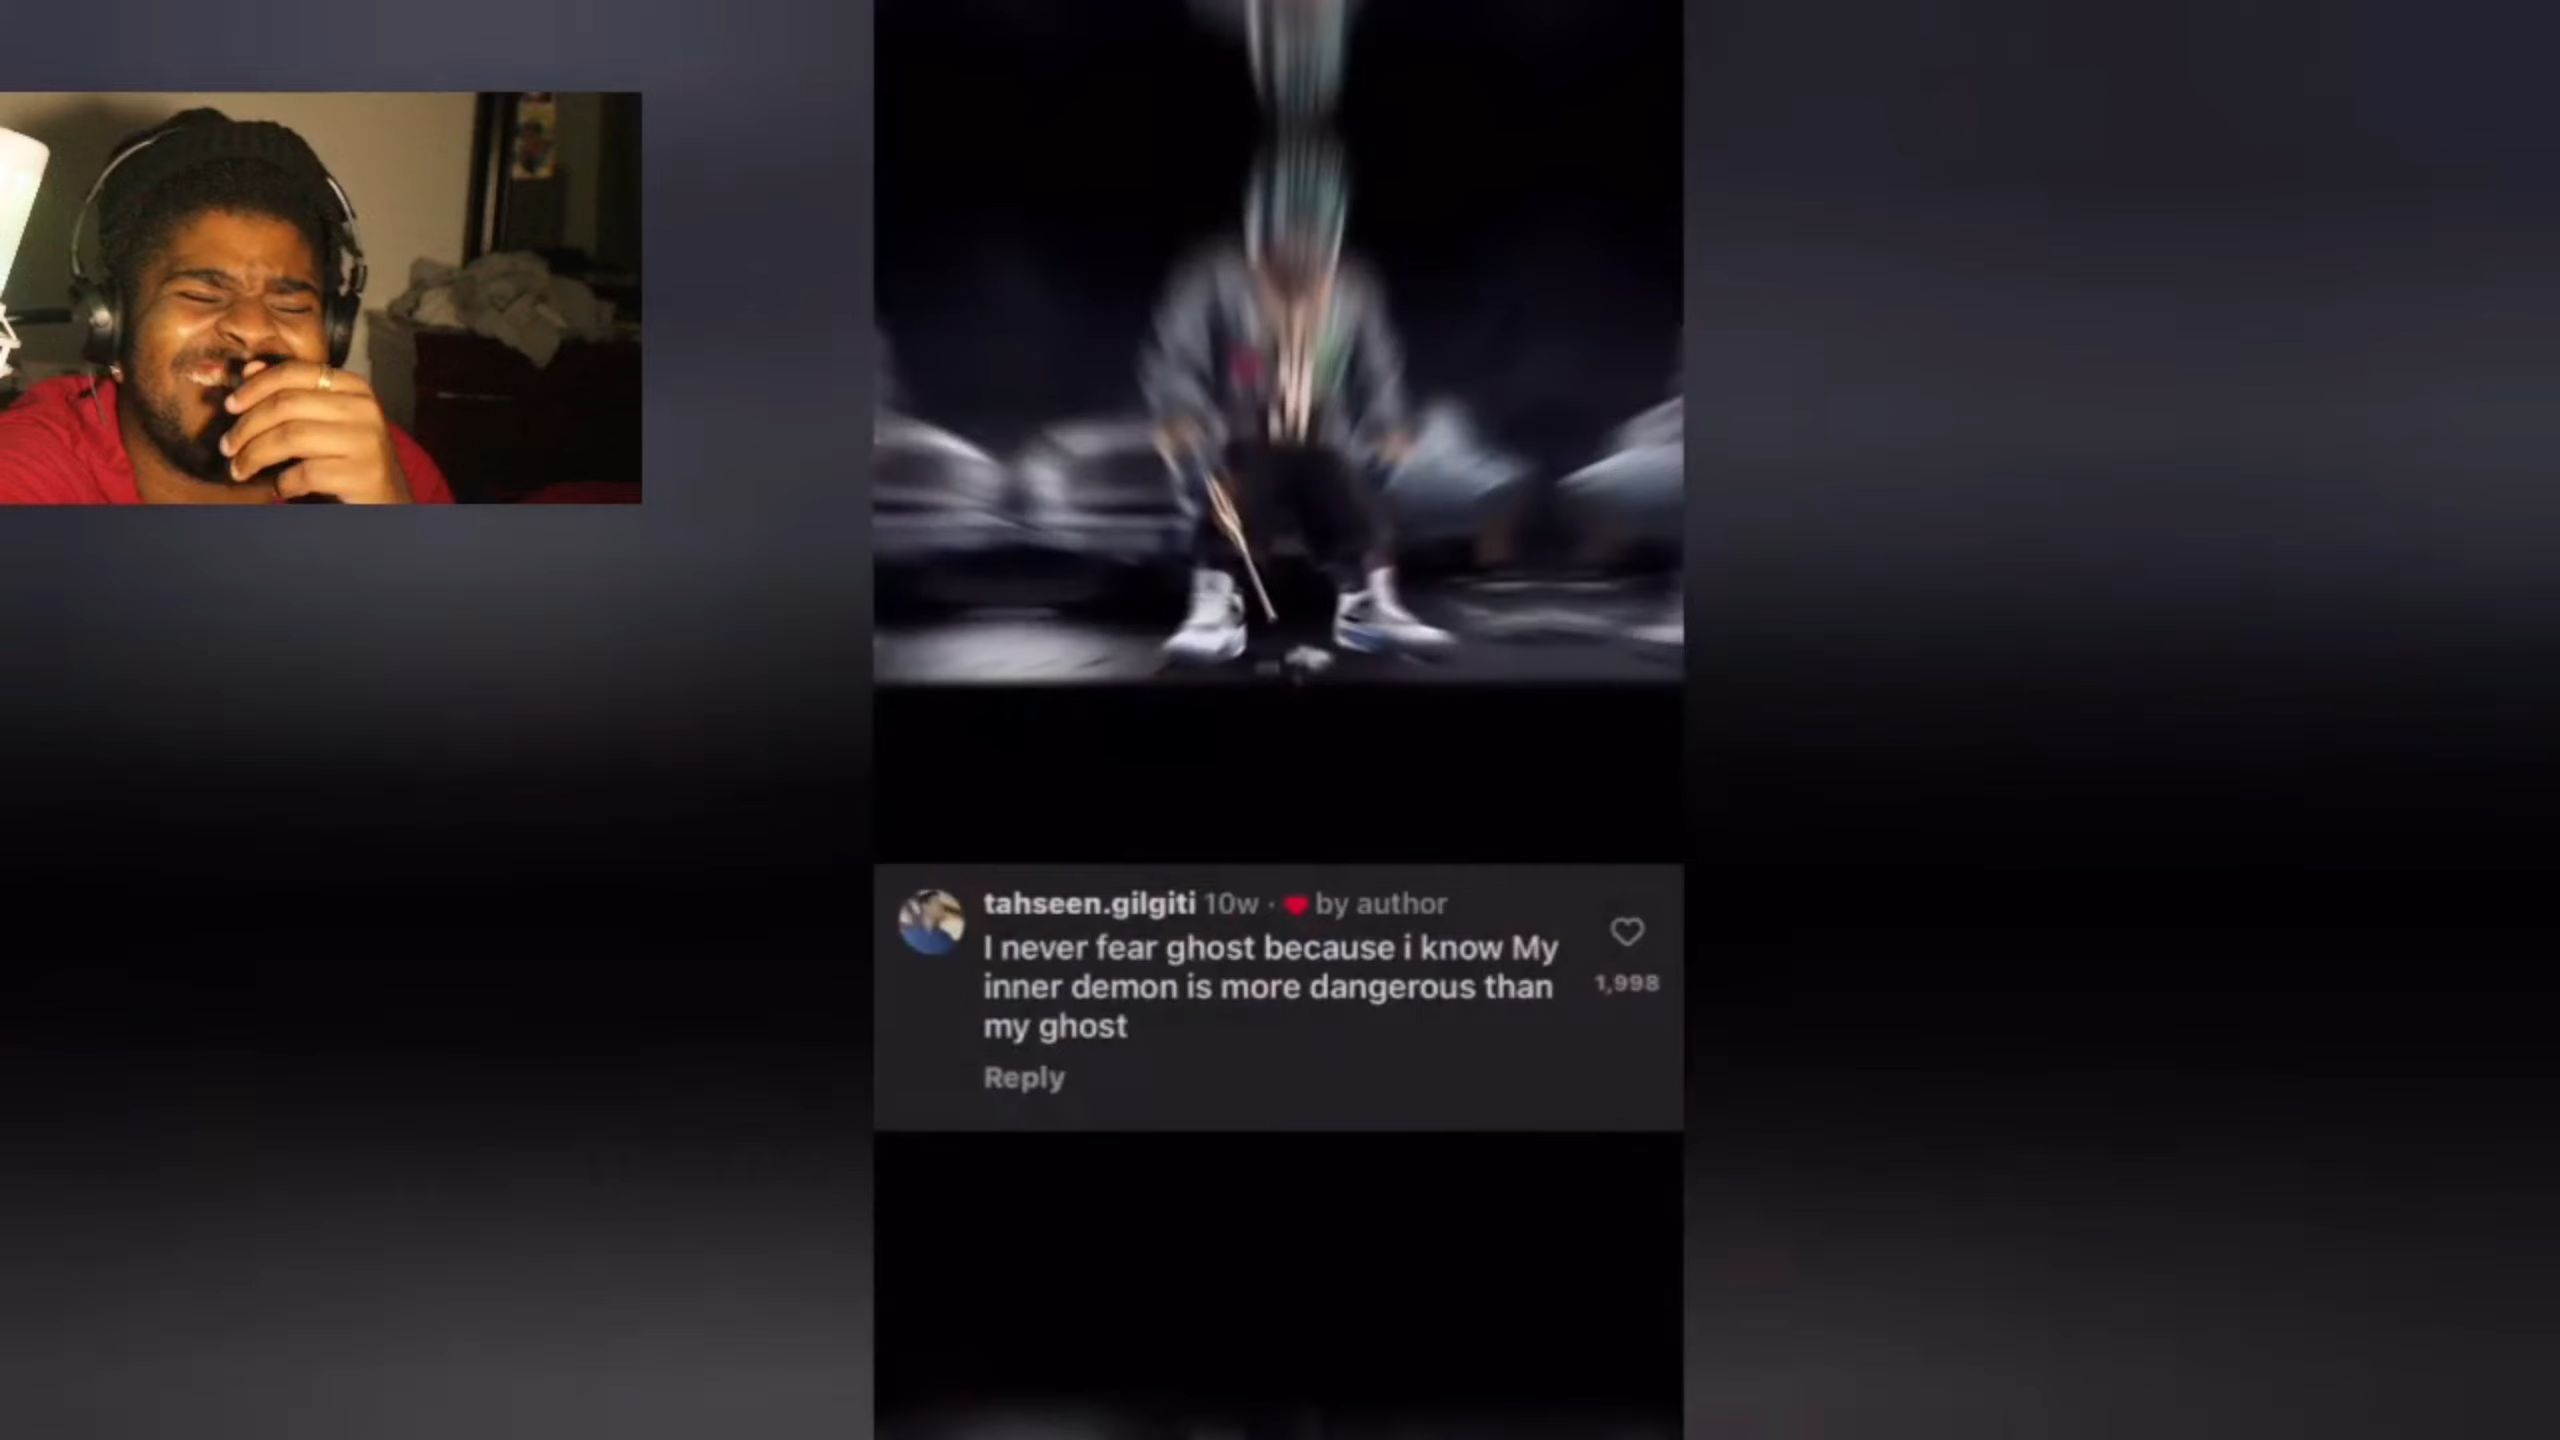 tahseen.gilgiti 10w · ❤️ by author
I never fear ghost because i know My
inner demon is more dangerous than
my ghost
1,998
Reply